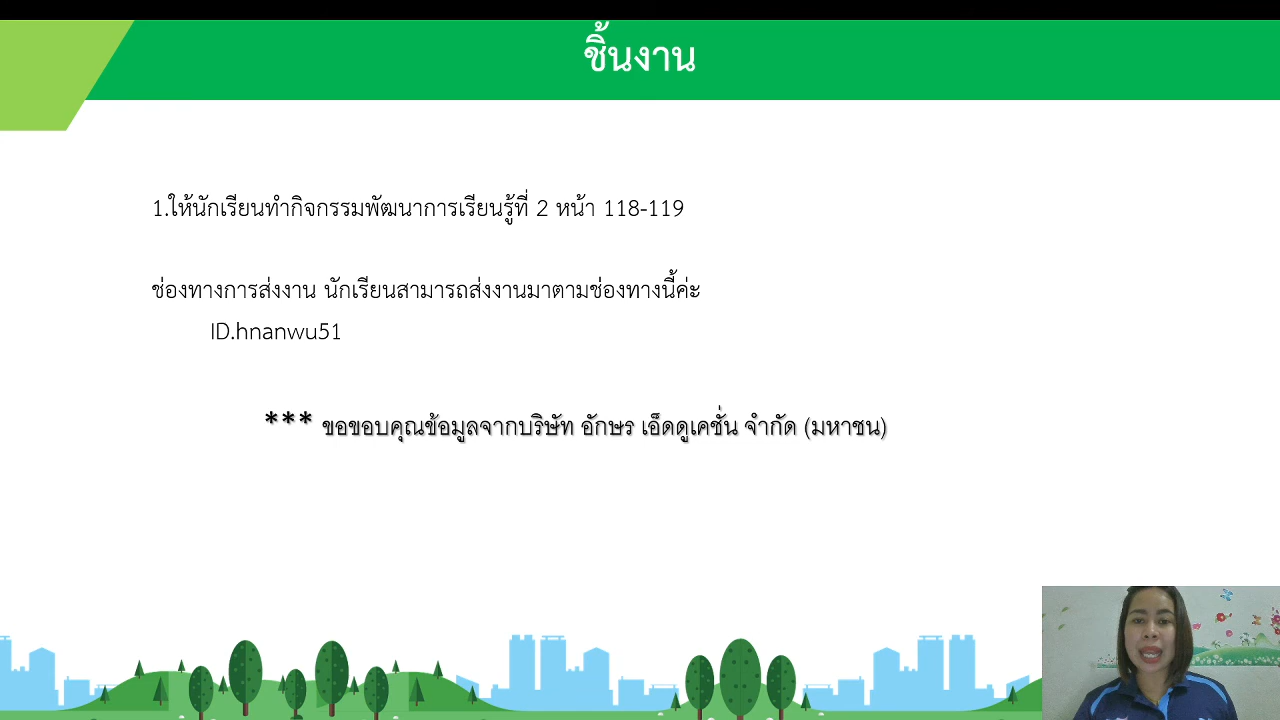 ชิ้นงาน
1.ให้นักเรียนทำกิจกรรมพัฒนาการเรียนรู้ที่ 2 หน้า 118-119
ช่องทางการส่งงาน นักเรียนสามารถส่งงานมาตามช่องทางนี้ค่ะ
ID.hnanwu51
*** ขอขอบคุณข้อมูลจากบริษัท อักษร เอ็ดดูเคชั่น จำกัด (มหาชน)